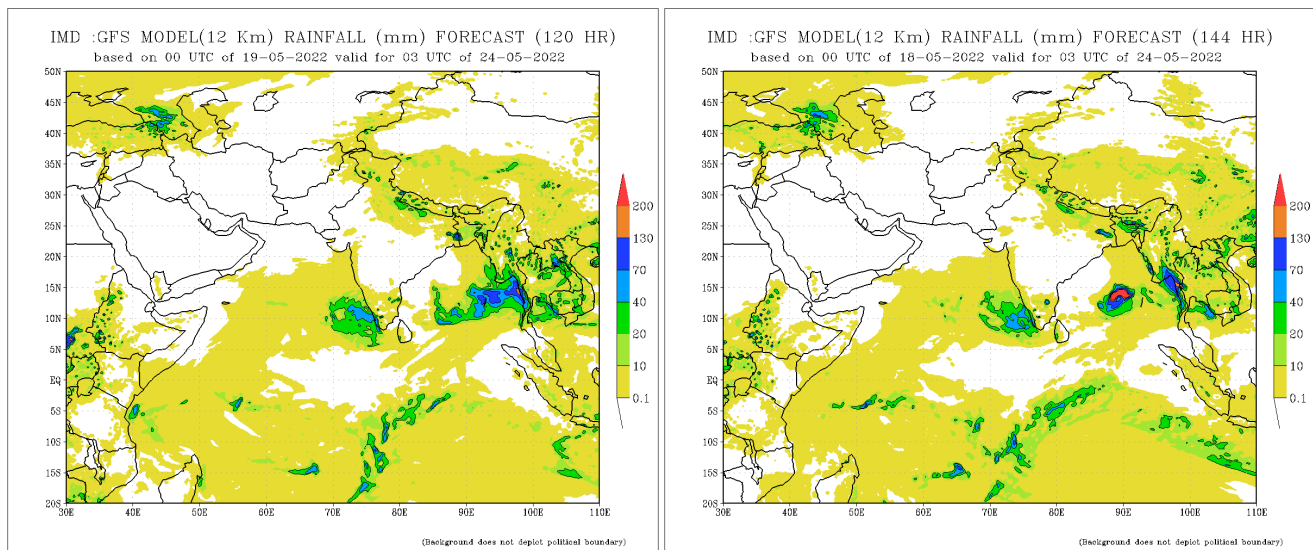 IMD :GFS MODEL(12 Km) RAINFALL (mm) FORECAST (120 HR)
based on 00 UTC of 19-05-2022 valid for 03 UTC of 24-05-2022
50N
45N
40N
35N
30N
25N
20N
15N
10N
5N
EQ
5S
10S
15S
20S
30E
40E
50E
60E
70E
80E
90E
100E
110E
200
130
70
40
20
10
0.1
(Background does not depiot politioal boundary)
IMD :GFS MODEL(12 Km) RAINFALL (mm) FORECAST (144 HR)
based on 00 UTC of 18-05-2022 valid for 03 UTC of 24-05-2022
50N
45N
40N
35N
30N
25N
20N
15N
10N
5N
EQ
5S
10S
15S
20S
30E
40E
50E
60E
70E
80E
90E
100E
110E
200
130
70
40
20
10
0.1
(Background does not depiot politioal boundary)